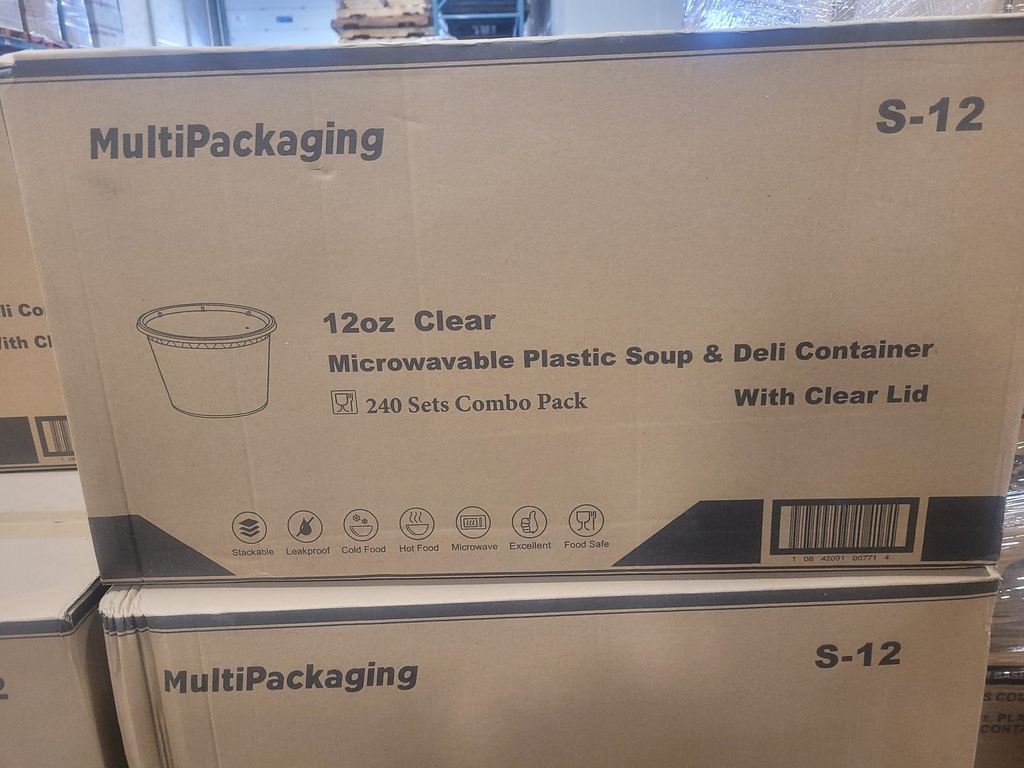 MultiPackaging
S-12
12oz Clear
Microwavable Plastic Soup & Deli Container
240 Sets Combo Pack
With Clear Lid
Stackable
Leakproof
Cold Food
Hot Food
Microwave
Excellent
Food Safe
1 08 42091 00771 4
MultiPackaging
S-12